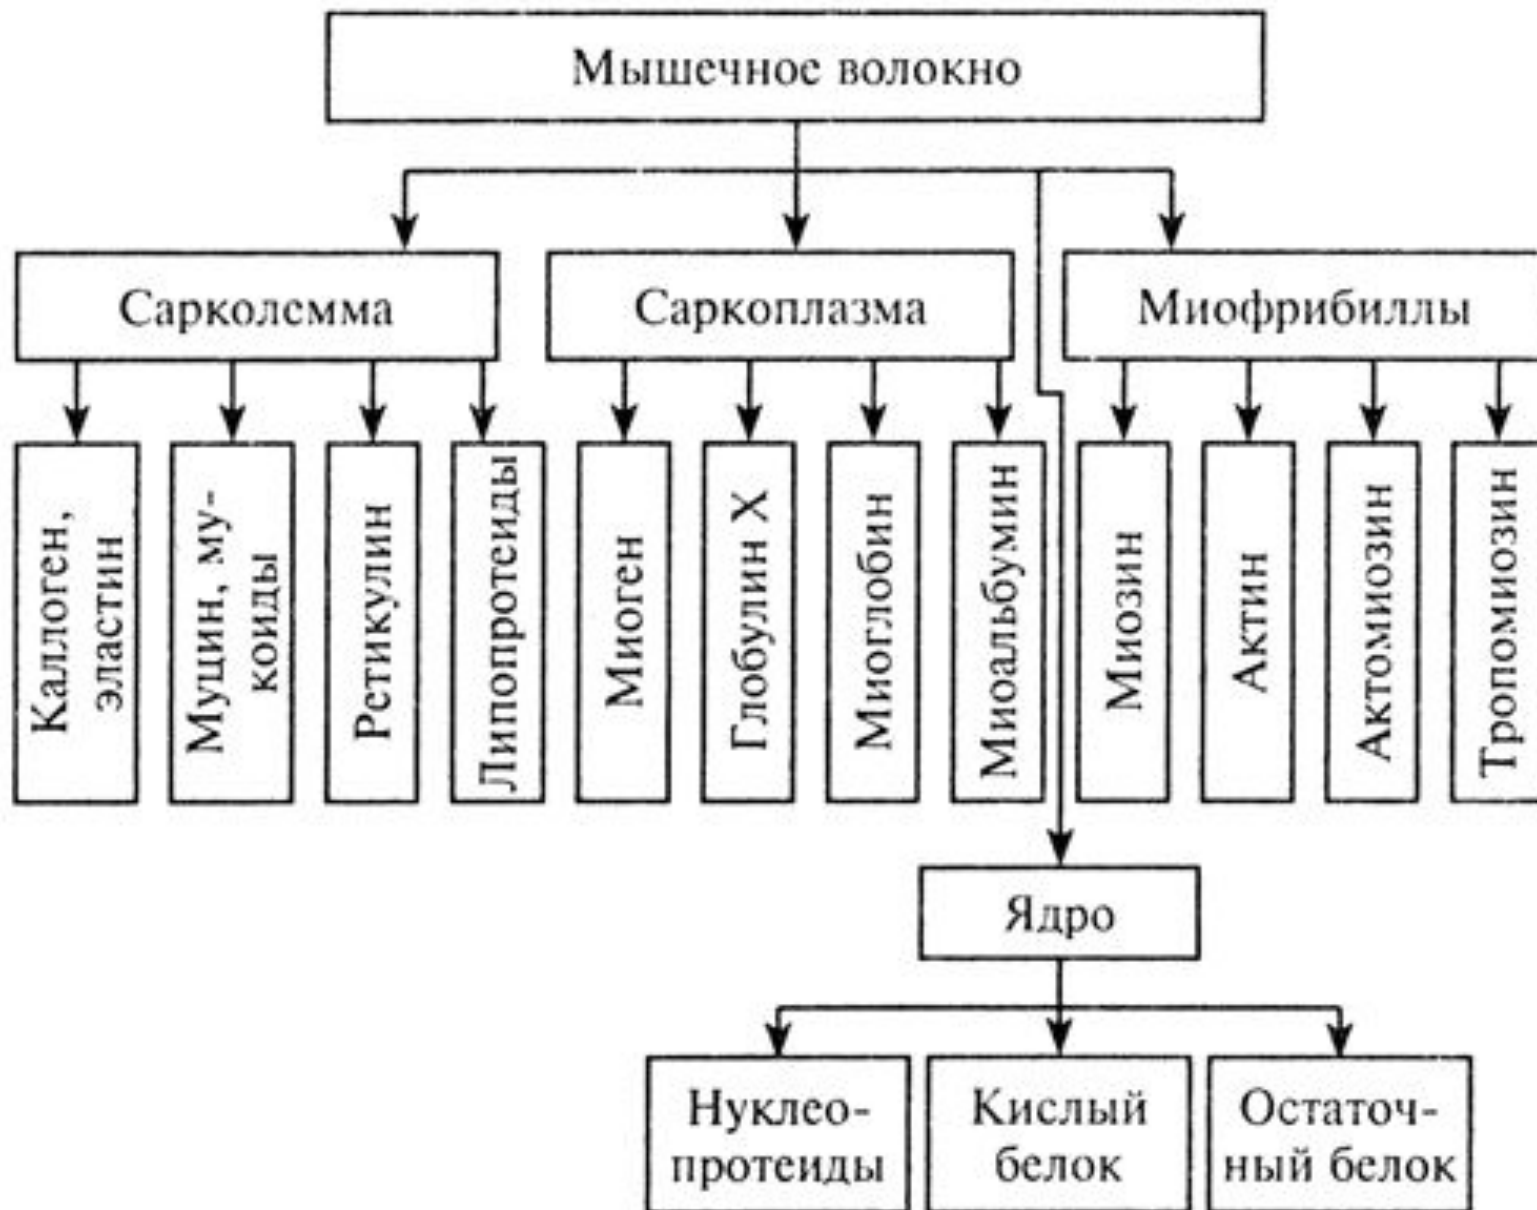 Мышечное волокно
Сарколемма
Саркоплазма
Миофрибиллы
Каллоген,
эластин
Муцин, му-
коиды
Ретикулин
Липопротеиды
Миоген
Глобулин X
Миоглобин
Миоальбумин
Миозин
Актин
Актомиозин
Тропомиозин
Ядро
Нуклео-
протеиды
Кислый
белок
Остаточ-
ный белок